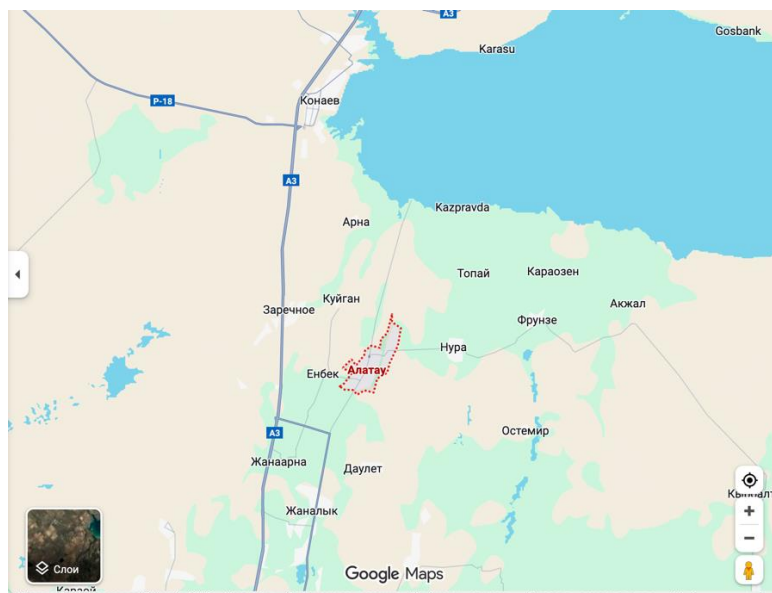 A3
Gosbank
Karasu
P-18
Конаев
A3
Kazpravda
Арна
Топай
Караозен
Куйган
Заречное
Акжал
Фрунзе
Нура
Енбек
Алатау
A3
Остемир
Жанаарна
Даулет
Жаналык
Слои
Google Maps
Караой